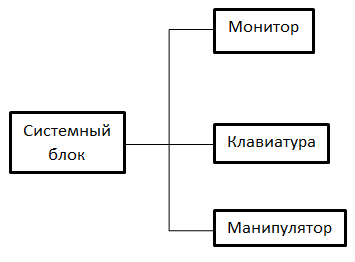 Монитор
Системный
блок
Клавиатура
Манипулятор